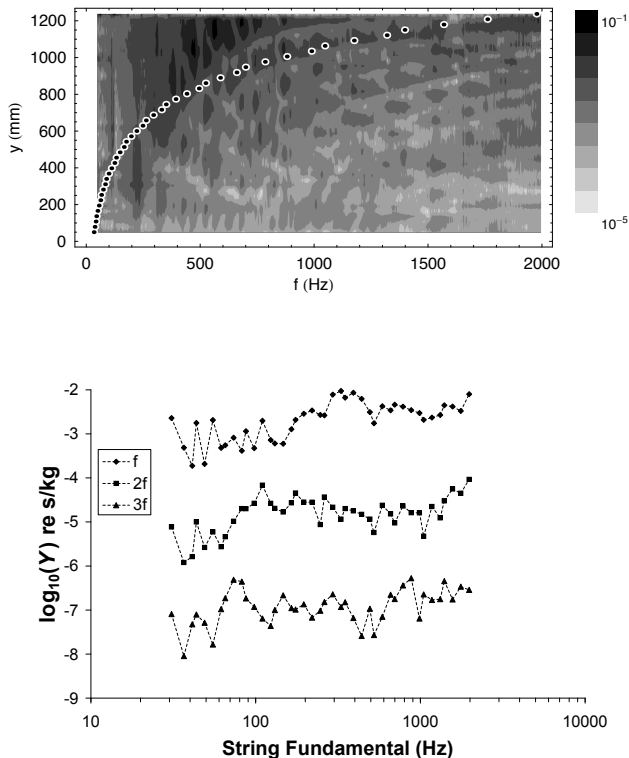 1200
1000
800
600
400
200
0
y (mm)
0 500 1000 1500 2000
f (Hz)
10⁻¹
10⁻⁵
-2
-3
-4
-5
-6
-7
-8
-9
log₁₀(Y) re s/kg
f
2f
3f
10 100 1000 10000
String Fundamental (Hz)